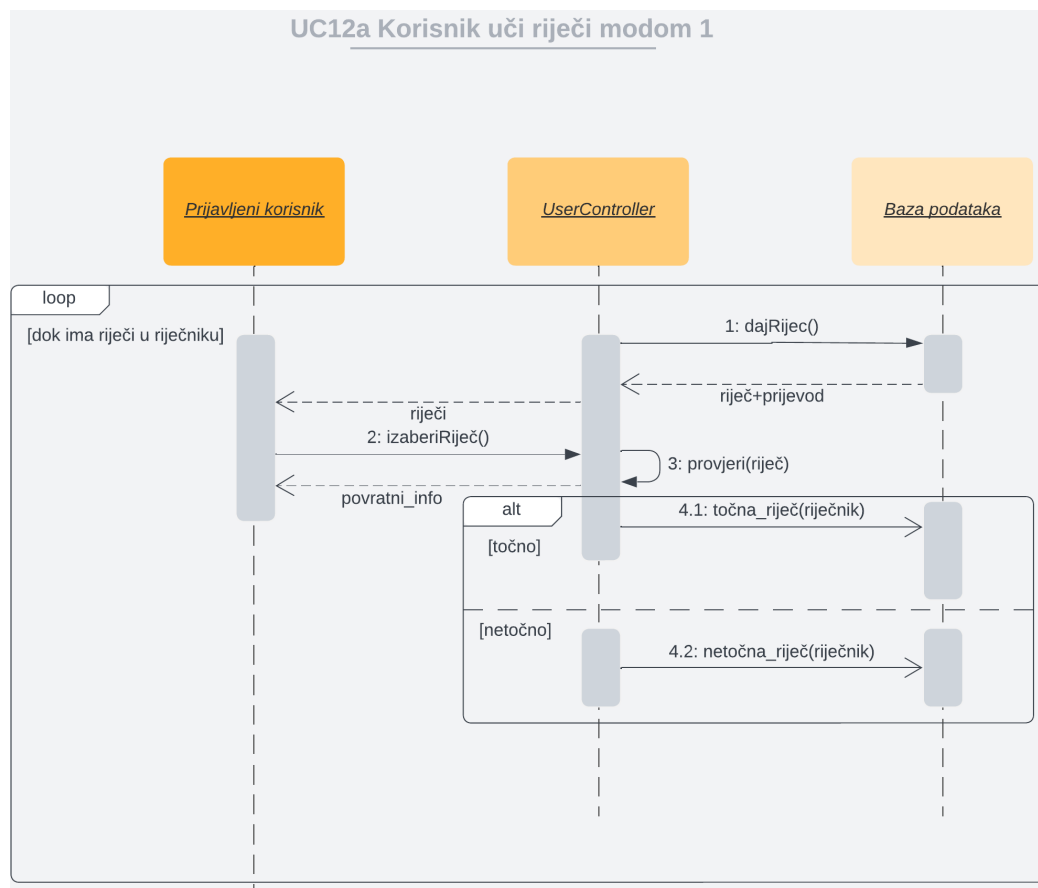 UC12a Korisnik uči riječi modom 1
Prijavljeni korisnik
UserController
Baza podataka
loop
[dok ima riječi u riječniku]
1: dajRijec()
riječ+prijevod
riječi
2: izaberiRiječ()
3: provjeri(riječ)
povratni_info
alt
4.1: točna_riječ(riječnik)
[točno]
[netočno]
4.2: netočna_riječ(riječnik)